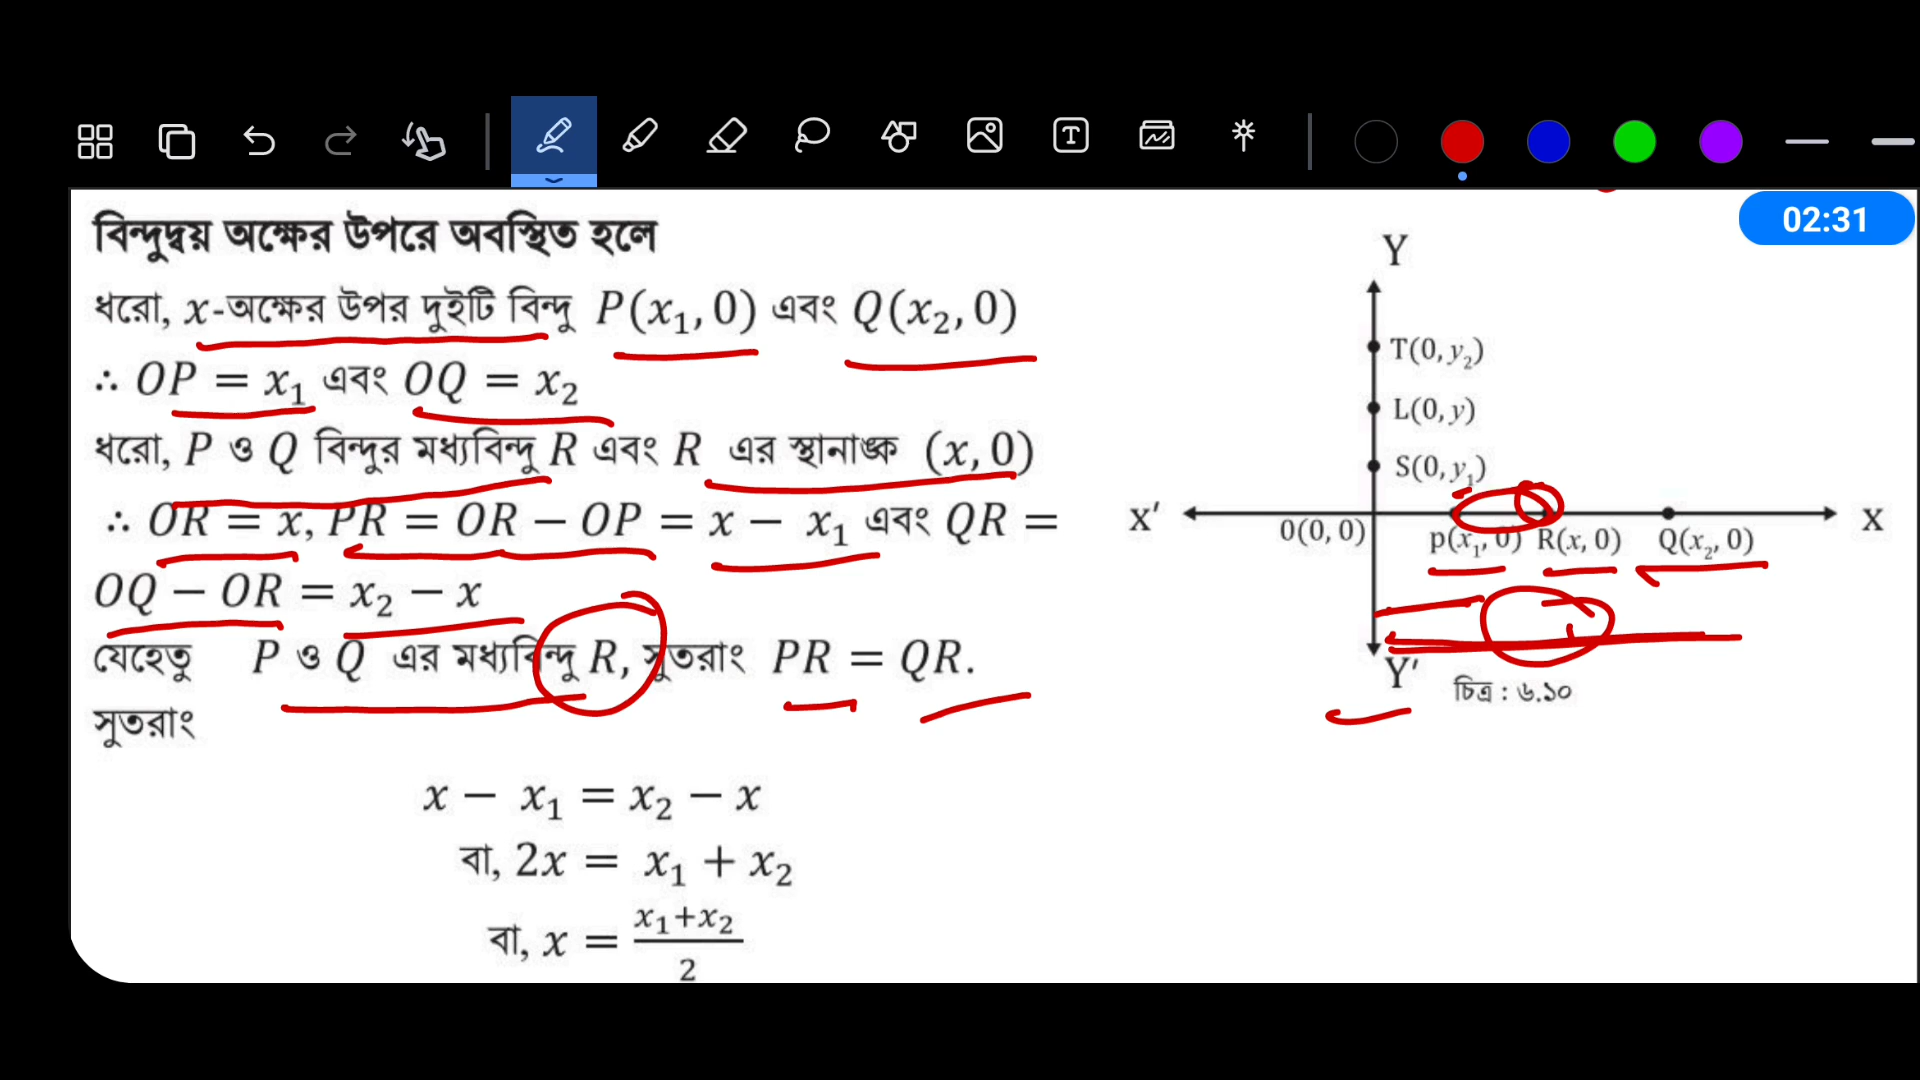 02:31
বিন্দুদ্বয় অক্ষের উপরে অবস্থিত হলে
ধরো, x-অক্ষের উপর দুইটি বিন্দু P(x₁, 0) এবং Q(x₂, 0)
∴ OP = x₁ এবং OQ = x₂
ধরো, P ও Q বিন্দুর মধ্যবিন্দু R এবং R এর স্থানাঙ্ক (x, 0)
∴ OR = x, PR = OR − OP = x − x₁ এবং QR =
OQ − OR = x₂ − x
যেহেতু P ও Q এর মধ্যবিন্দু R, সুতরাং PR = QR.
সুতরাং
x − x₁ = x₂ − x
বা, 2x = x₁ + x₂
বা, x = (x₁+x₂)/2
Y
T(0, y₂)
L(0, y)
S(0, y₁)
x′
x
0(0, 0)
p(x₁, 0)
R(x, 0)
Q(x₂, 0)
Y′
চিত্র : ৬.১০